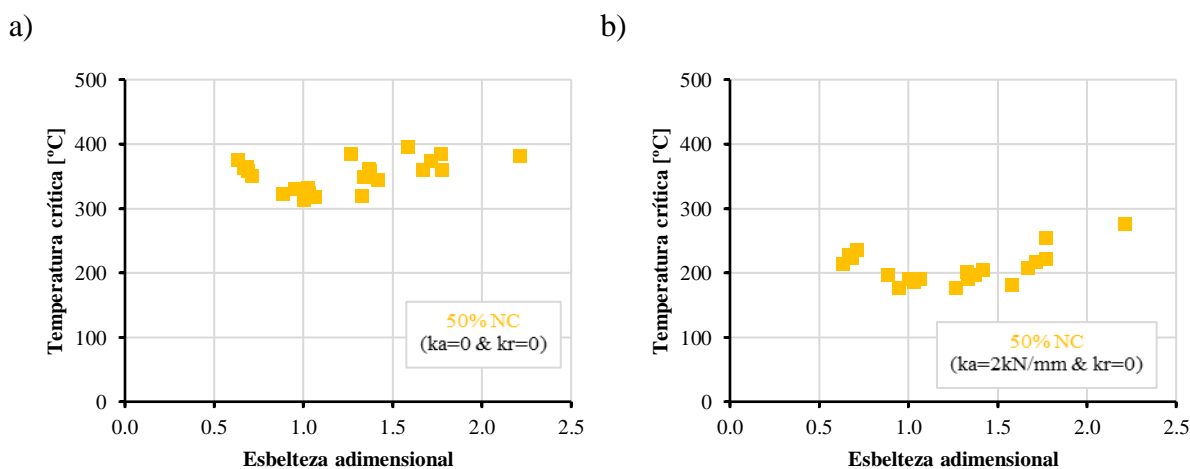 a)
b)
Temperatura crítica [ºC]
500
400
300
200
100
0
50% NC
(ka=0 & kr=0)
0.0 0.5 1.0 1.5 2.0 2.5
Esbelteza adimensional
Temperatura crítica [ºC]
500
400
300
200
100
0
50% NC
(ka=2kN/mm & kr=0)
0.0 0.5 1.0 1.5 2.0 2.5
Esbelteza adimensional